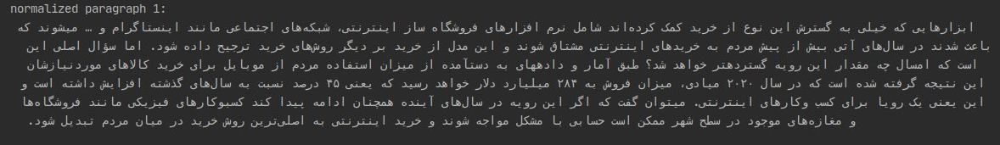 normalized paragraph 1:
ابزارهایی که خیلی به گسترش این نوع از خرید کمک کرده‌اند شامل نرم افزارهای فروشگاه ساز اینترنتی، شبکه‌های اجتماعی مانند اینستاگرام و … میشوند که
باعث شدند در سال‌های آتی بیش از پیش مردم به خریدهای اینترنتی مشتاق شوند و این مدل از خرید بر دیگر روش‌های خرید ترجیح داده شود. اما سؤال اصلی این
است که امسال چه مقدار این رویه گستردهتر خواهد شد؟ طبق آمار و دادههای به دستآمده از میزان استفاده مردم از موبایل برای خرید کالاهای موردنیازشان
این نتیجه گرفته شده است که در سال ۲۰۲۰ میادی، میزان فروش به ۲۸۴ میلیارد دلار خواهد رسید که یعنی ۴۵ درصد نسبت به سال‌های گذشته افزایش داشته است و
این یعنی یک رویا برای کسب وکارهای اینترنتی. میتوان گفت که اگر این رویه در سال‌های آینده همچنان ادامه پیدا کند کسبوکارهای فیزیکی مانند فروشگاه‌ها
و مغازه‌های موجود در سطح شهر ممکن است حسابی با مشکل مواجه شوند و خرید اینترنتی به اصلی‌ترین روش خرید در میان مردم تبدیل شود.